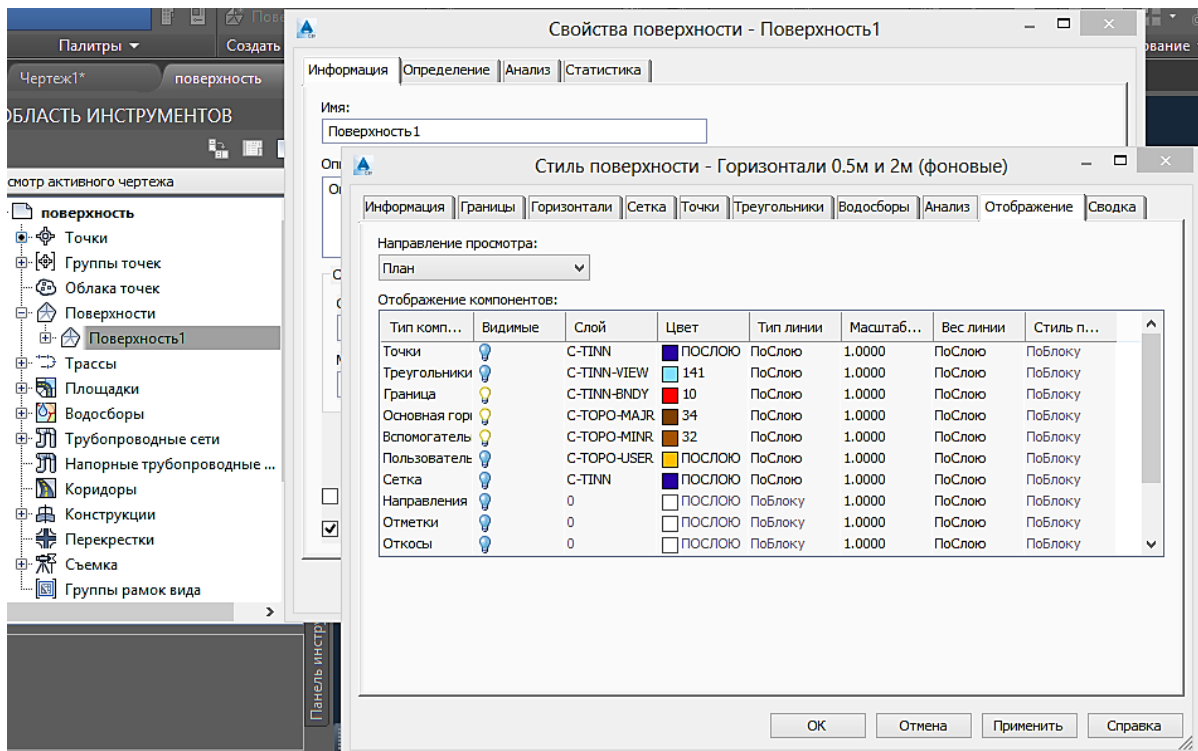 Пове
Палитры
Создать
вание
Чертеж1*
поверхность
ОБЛАСТЬ ИНСТРУМЕНТОВ
смотр активного чертежа
поверхность
Точки
Группы точек
Облака точек
Поверхности
Поверхность1
Трассы
Площадки
Водосборы
Трубопроводные сети
Напорные трубопроводные ...
Коридоры
Конструкции
Перекрестки
Съемка
Группы рамок вида
Панель инстру
Свойства поверхности - Поверхность1
Информация Определение Анализ Статистика
Имя:
Поверхность1
Оп
Стиль поверхности - Горизонтали 0.5м и 2м (фоновые)
Информация Границы Горизонтали Сетка Точки Треугольники Водосборы Анализ Отображение Сводка
Направление просмотра:
План
Отображение компонентов:
Тип комп... Видимые Слой Цвет Тип линии Масштаб... Вес линии Стиль п...
Точки C-TINN ПОСЛОЮ ПоСлою 1.0000 ПоСлою ПоБлоку
Треугольники C-TINN-VIEW 141 ПоСлою 1.0000 ПоСлою ПоБлоку
Граница C-TINN-BNDY 10 ПоСлою 1.0000 ПоСлою ПоБлоку
Основная гори C-TOPO-MAJR 34 ПоСлою 1.0000 ПоСлою ПоБлоку
Вспомогатель C-TOPO-MINR 32 ПоСлою 1.0000 ПоСлою ПоБлоку
Пользователь C-TOPO-USER ПОСЛОЮ ПоСлою 1.0000 ПоСлою ПоБлоку
Сетка C-TINN ПОСЛОЮ ПоСлою 1.0000 ПоСлою ПоБлоку
Направления 0 ПОСЛОЮ ПоБлоку 1.0000 ПоСлою ПоБлоку
Отметки 0 ПОСЛОЮ ПоБлоку 1.0000 ПоСлою ПоБлоку
Откосы 0 ПОСЛОЮ ПоБлоку 1.0000 ПоСлою ПоБлоку
ОК Отмена Применить Справка